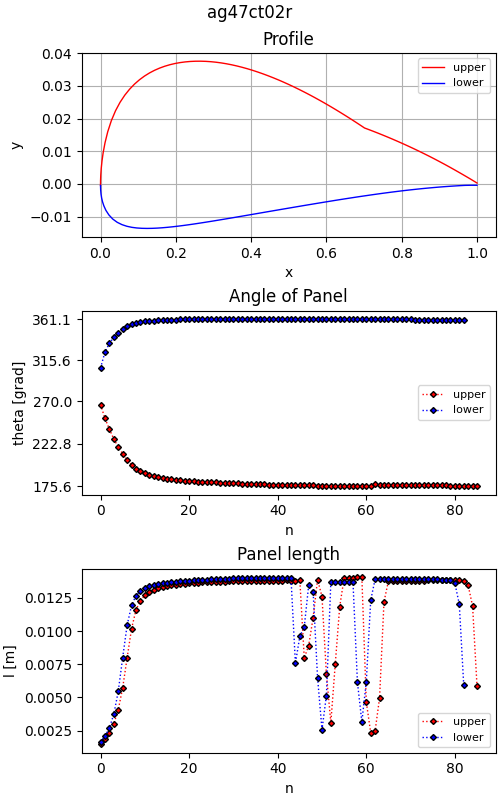 ag47ct02r
Profile
0.04
0.03
0.02
0.01
0.00
−0.01
y
upper
lower
0.0 0.2 0.4 0.6 0.8 1.0
x
Angle of Panel
361.1
315.6
270.0
222.8
175.6
theta [grad]
upper
lower
0 20 40 60 80
n
Panel length
0.0125
0.0100
0.0075
0.0050
0.0025
l [m]
upper
lower
0 20 40 60 80
n